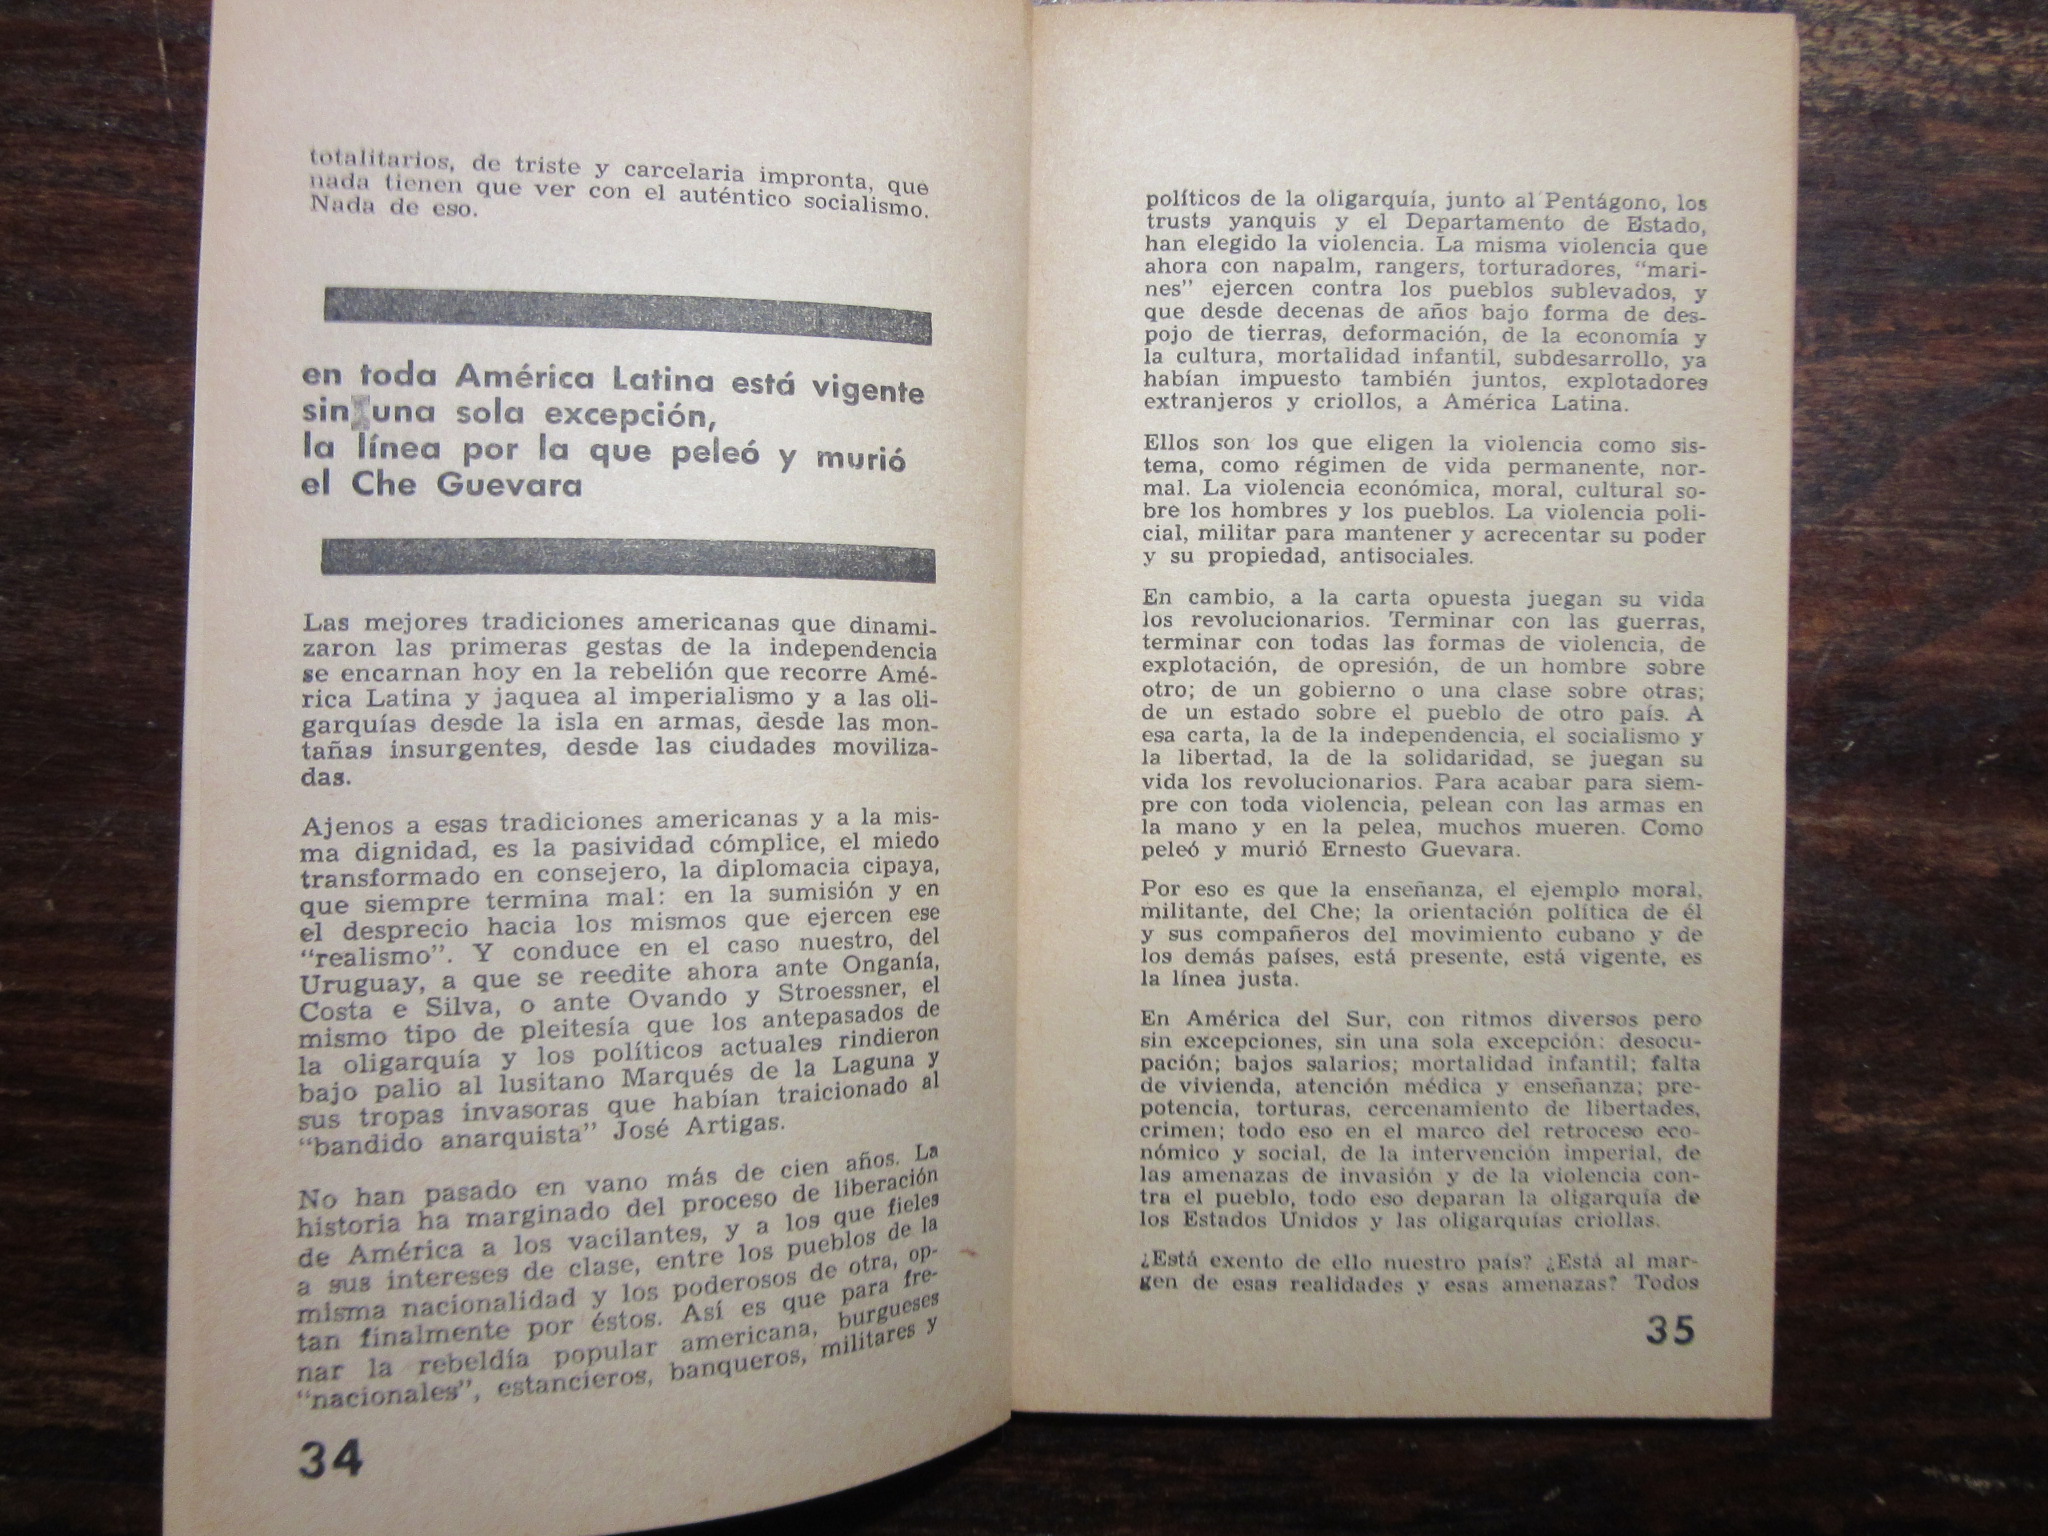 totalitarios, de triste y carcelaria impronta, que
nada tienen que ver con el auténtico socialismo.
Nada de eso.
en toda América Latina está vigente
sin una sola excepción,
la línea por la que peleó y murió
el Che Guevara
Las mejores tradiciones americanas que dinami-
zaron las primeras gestas de la independencia
se encarnan hoy en la rebelión que recorre Amé-
rica Latina y jaquea al imperialismo y a las oli-
garquías desde la isla en armas, desde las mon-
tañas insurgentes, desde las ciudades moviliza-
das.
Ajenos a esas tradiciones americanas y a la mis-
ma dignidad, es la pasividad cómplice, el miedo
transformado en consejero, la diplomacia cipaya,
que siempre termina mal: en la sumisión y en
el desprecio hacia los mismos que ejercen ese
“realismo”. Y conduce en el caso nuestro, del
Uruguay, a que se reedite ahora ante Onganía,
Costa e Silva, o ante Ovando y Stroessner, el
mismo tipo de pleitesía que los antepasados de
la oligarquía y los políticos actuales rindieron
bajo palio al lusitano Marqués de la Laguna y
sus tropas invasoras que habían traicionado al
“bandido anarquista” José Artigas.
No han pasado en vano más de cien años. La
historia ha marginado del proceso de liberación
de América a los vacilantes, y a los que fieles
a sus intereses de clase, entre los pueblos de la
misma nacionalidad y los poderosos de otra, op-
tan finalmente por éstos. Así es que para fre-
nar la rebeldía popular americana, burgueses
“nacionales”, estancieros, banqueros, militares y
34
políticos de la oligarquía, junto al Pentágono, los
trusts yanquis y el Departamento de Estado,
han elegido la violencia. La misma violencia que
ahora con napalm, rangers, torturadores, “mari-
nes” ejercen contra los pueblos sublevados, y
que desde decenas de años bajo forma de des-
pojo de tierras, deformación, de la economía y
la cultura, mortalidad infantil, subdesarrollo, ya
habían impuesto también juntos, explotadores
extranjeros y criollos, a América Latina.
Ellos son los que eligen la violencia como sis-
tema, como régimen de vida permanente, nor-
mal. La violencia económica, moral, cultural so-
bre los hombres y los pueblos. La violencia poli-
cial, militar para mantener y acrecentar su poder
y su propiedad, antisociales.
En cambio, a la carta opuesta juegan su vida
los revolucionarios. Terminar con las guerras,
terminar con todas las formas de violencia, de
explotación, de opresión, de un hombre sobre
otro; de un gobierno o una clase sobre otras;
de un estado sobre el pueblo de otro país. A
esa carta, la de la independencia, el socialismo y
la libertad, la de la solidaridad, se juegan su
vida los revolucionarios. Para acabar para siem-
pre con toda violencia, pelean con las armas en
la mano y en la pelea, muchos mueren. Como
peleó y murió Ernesto Guevara.
Por eso es que la enseñanza, el ejemplo moral,
militante, del Che; la orientación política de él
y sus compañeros del movimiento cubano y de
los demás países, está presente, está vigente, es
la línea justa.
En América del Sur, con ritmos diversos pero
sin excepciones, sin una sola excepción: desocu-
pación; bajos salarios; mortalidad infantil; falta
de vivienda, atención médica y enseñanza; pre-
potencia, torturas, cercenamiento de libertades,
crimen; todo eso en el marco del retroceso eco-
nómico y social, de la intervención imperial, de
las amenazas de invasión y de la violencia con-
tra el pueblo, todo eso deparan la oligarquía de
los Estados Unidos y las oligarquías criollas.
¿Está exento de ello nuestro país? ¿Está al mar-
gen de esas realidades y esas amenazas? Todos
35